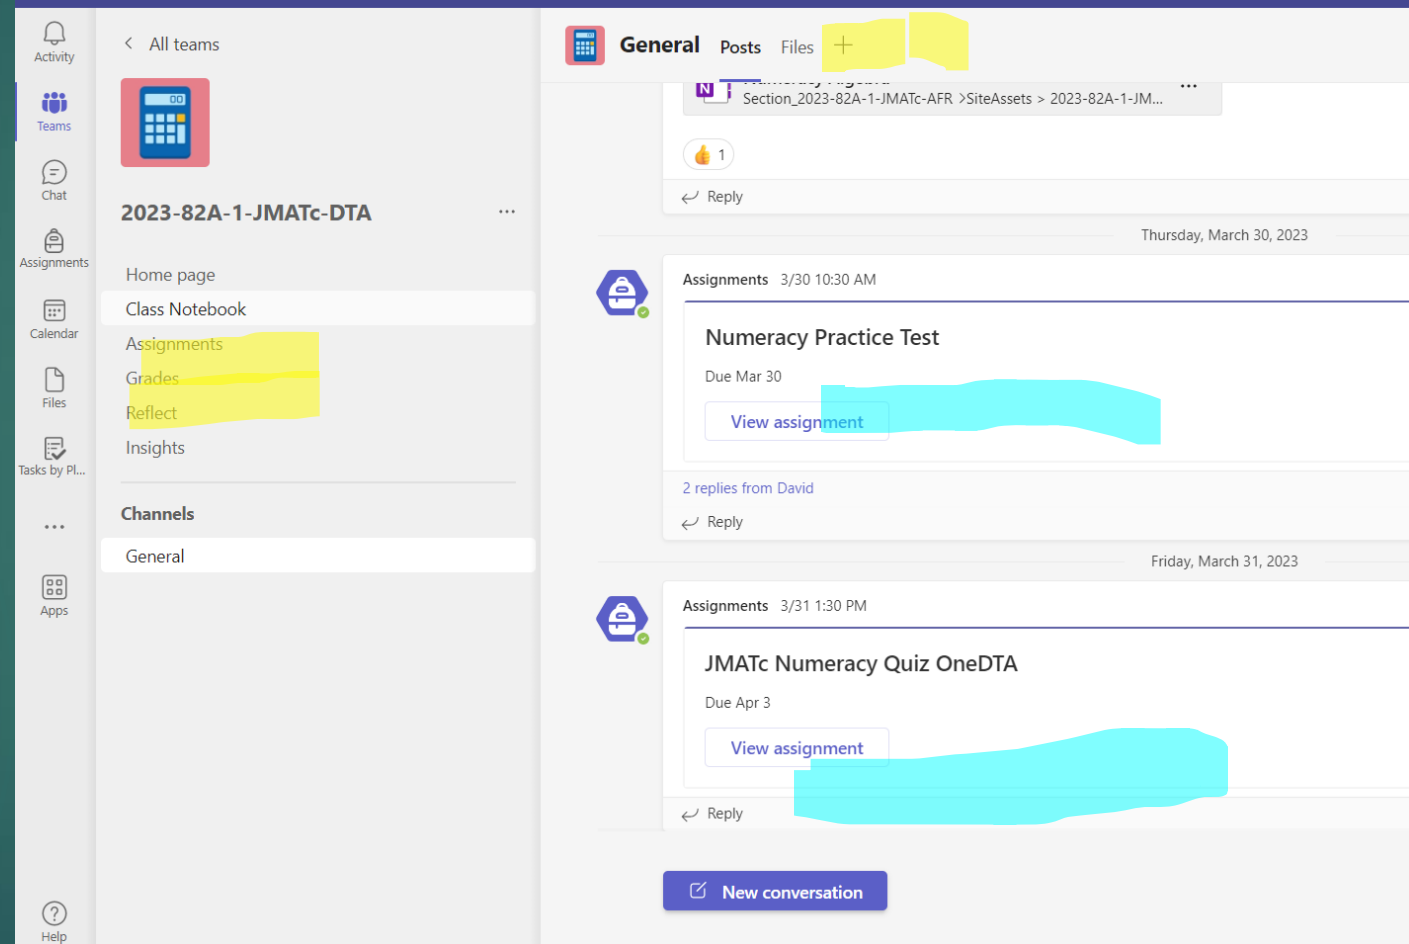 Activity
Teams
Chat
Assignments
Calendar
Files
Tasks by Pl...
Apps
Help
All teams
2023-82A-1-JMATc-DTA
Home page
Class Notebook
Assignments
Grades
Reflect
Insights
Channels
General
General Posts Files
Numeracy Algebra
Section_2023-82A-1-JMATc-AFR >SiteAssets > 2023-82A-1-JM...
👍 1
Reply
Thursday, March 30, 2023
Assignments 3/30 10:30 AM
Numeracy Practice Test
Due Mar 30
View assignment
2 replies from David
Reply
Friday, March 31, 2023
Assignments 3/31 1:30 PM
JMATc Numeracy Quiz OneDTA
Due Apr 3
View assignment
Reply
New conversation